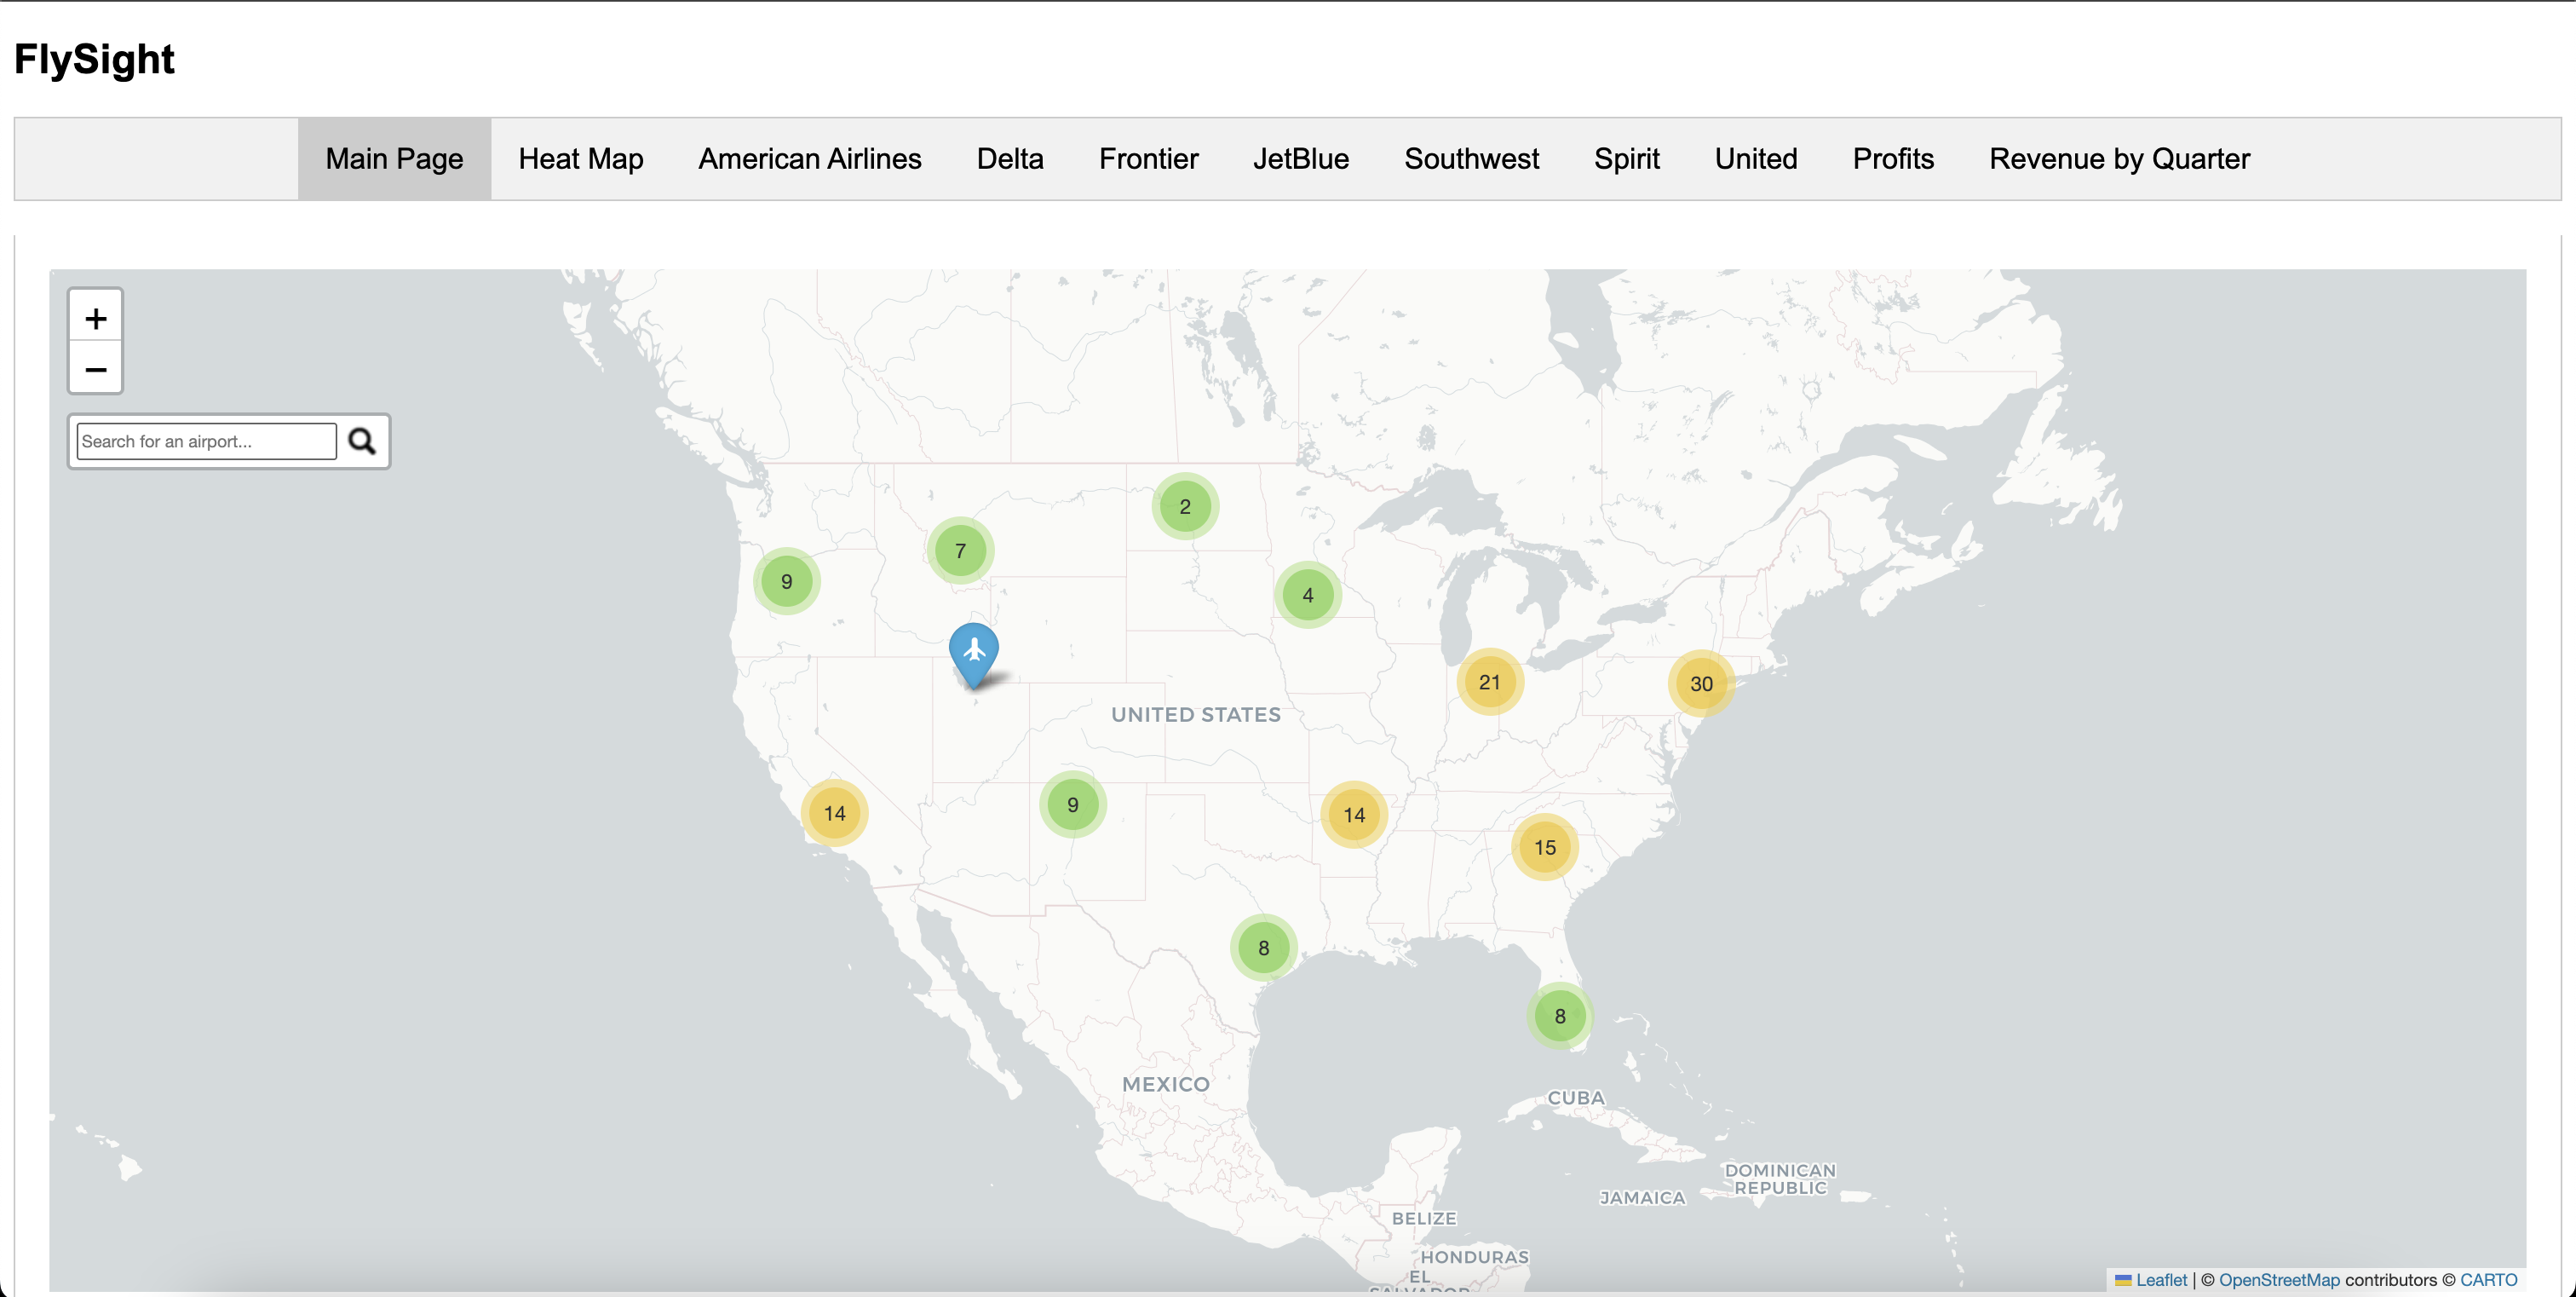 FlySight
Main Page Heat Map American Airlines Delta Frontier JetBlue Southwest Spirit United Profits Revenue by Quarter
+
−
Search for an airport...
2
7
9
4
21
30
UNITED STATES
14
9
14
15
8
8
MEXICO
CUBA
DOMINICAN
REPUBLIC
JAMAICA
BELIZE
HONDURAS
EL
SALVADOR
Leaflet | © OpenStreetMap contributors © CARTO